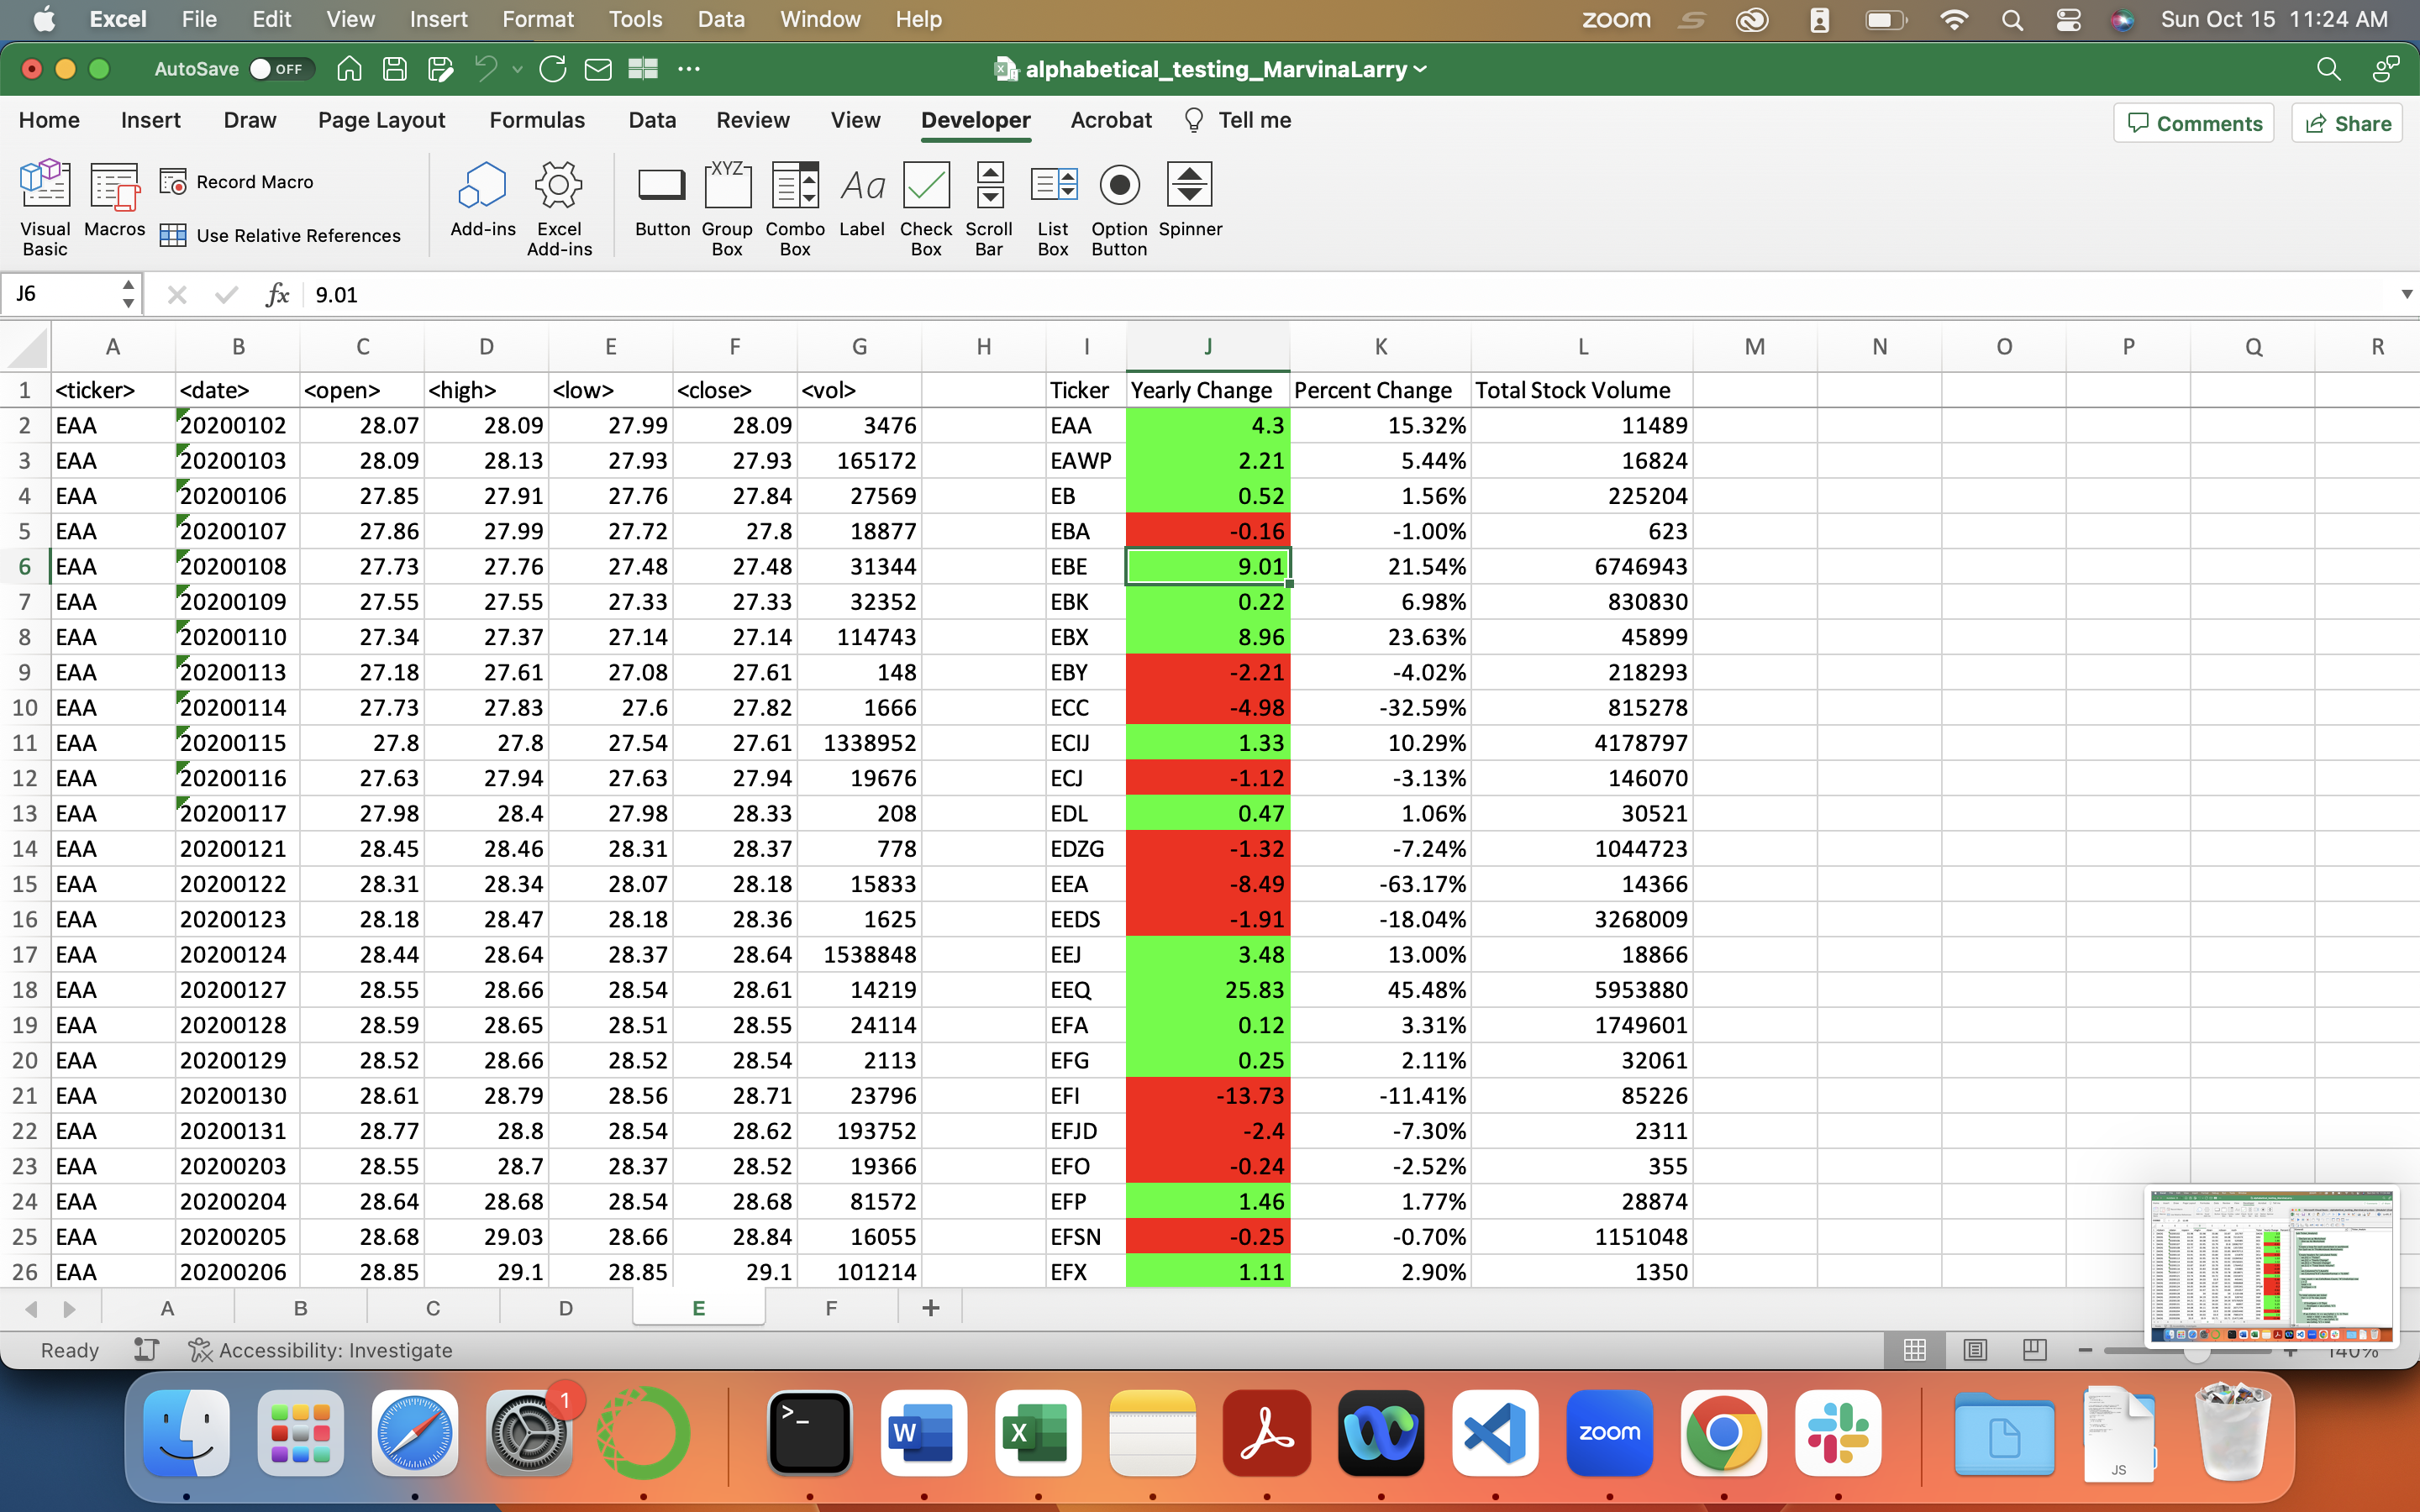 Excel File Edit View Insert Format Tools Data Window Help zoom Sun Oct 15 11:24 AM
AutoSave OFF alphabetical_testing_MarvinaLarry
Home Insert Draw Page Layout Formulas Data Review View Developer Acrobat Tell me Comments Share
Visual Basic Macros Record Macro Use Relative References Add-ins Excel Add-ins XYZ Aa Button Group Box Combo Box Label Check Box Scroll Bar List Box Option Button Spinner
J6 fx 9.01
A B C D E F G H I J K L M N O P Q R
1 <ticker> <date> <open> <high> <low> <close> <vol> Ticker Yearly Change Percent Change Total Stock Volume
2 EAA 20200102 28.07 28.09 27.99 28.09 3476 EAA 4.3 15.32% 11489
3 EAA 20200103 28.09 28.13 27.93 27.93 165172 EAWP 2.21 5.44% 16824
4 EAA 20200106 27.85 27.91 27.76 27.84 27569 EB 0.52 1.56% 225204
5 EAA 20200107 27.86 27.99 27.72 27.8 18877 EBA -0.16 -1.00% 623
6 EAA 20200108 27.73 27.76 27.48 27.48 31344 EBE 9.01 21.54% 6746943
7 EAA 20200109 27.55 27.55 27.33 27.33 32352 EBK 0.22 6.98% 830830
8 EAA 20200110 27.34 27.37 27.14 27.14 114743 EBX 8.96 23.63% 45899
9 EAA 20200113 27.18 27.61 27.08 27.61 148 EBY -2.21 -4.02% 218293
10 EAA 20200114 27.73 27.83 27.6 27.82 1666 ECC -4.98 -32.59% 815278
11 EAA 20200115 27.8 27.8 27.54 27.61 1338952 ECIJ 1.33 10.29% 4178797
12 EAA 20200116 27.63 27.94 27.63 27.94 19676 ECJ -1.12 -3.13% 146070
13 EAA 20200117 27.98 28.4 27.98 28.33 208 EDL 0.47 1.06% 30521
14 EAA 20200121 28.45 28.46 28.31 28.37 778 EDZG -1.32 -7.24% 1044723
15 EAA 20200122 28.31 28.34 28.07 28.18 15833 EEA -8.49 -63.17% 14366
16 EAA 20200123 28.18 28.47 28.18 28.36 1625 EEDS -1.91 -18.04% 3268009
17 EAA 20200124 28.44 28.64 28.37 28.64 1538848 EEJ 3.48 13.00% 18866
18 EAA 20200127 28.55 28.66 28.54 28.61 14219 EEQ 25.83 45.48% 5953880
19 EAA 20200128 28.59 28.65 28.51 28.55 24114 EFA 0.12 3.31% 1749601
20 EAA 20200129 28.52 28.66 28.52 28.54 2113 EFG 0.25 2.11% 32061
21 EAA 20200130 28.61 28.79 28.56 28.71 23796 EFI -13.73 -11.41% 85226
22 EAA 20200131 28.77 28.8 28.54 28.62 193752 EFJD -2.4 -7.30% 2311
23 EAA 20200203 28.55 28.7 28.37 28.52 19366 EFO -0.24 -2.52% 355
24 EAA 20200204 28.64 28.68 28.54 28.68 81572 EFP 1.46 1.77% 28874
25 EAA 20200205 28.68 29.03 28.66 28.84 16055 EFSN -0.25 -0.70% 1151048
26 EAA 20200206 28.85 29.1 28.85 29.1 101214 EFX 1.11 2.90% 1350
A B C D E F +
Ready Accessibility: Investigate 140%
1 >_ W X zoom JS